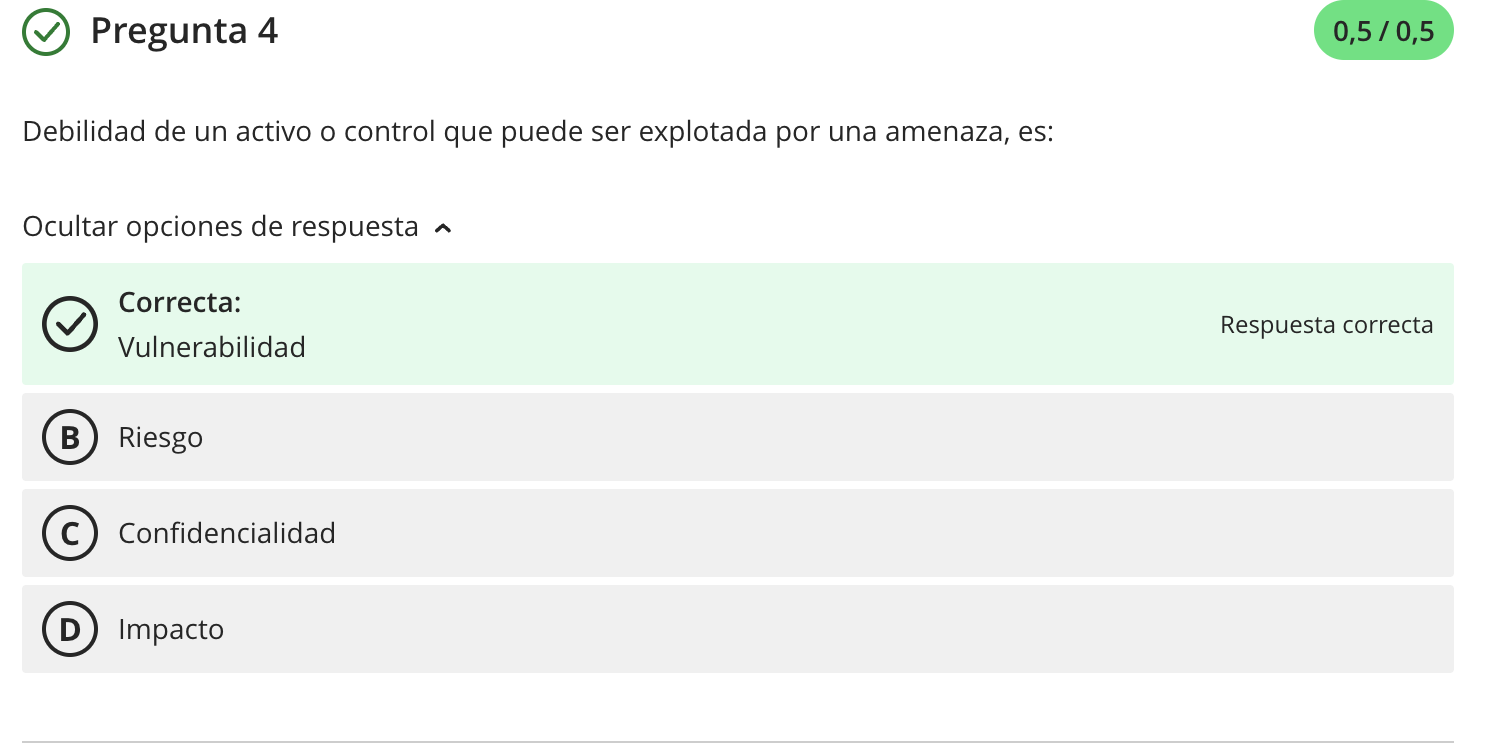 Pregunta 4
0,5 / 0,5
Debilidad de un activo o control que puede ser explotada por una amenaza, es:
Ocultar opciones de respuesta
Correcta:
Vulnerabilidad
Respuesta correcta
B Riesgo
C Confidencialidad
D Impacto